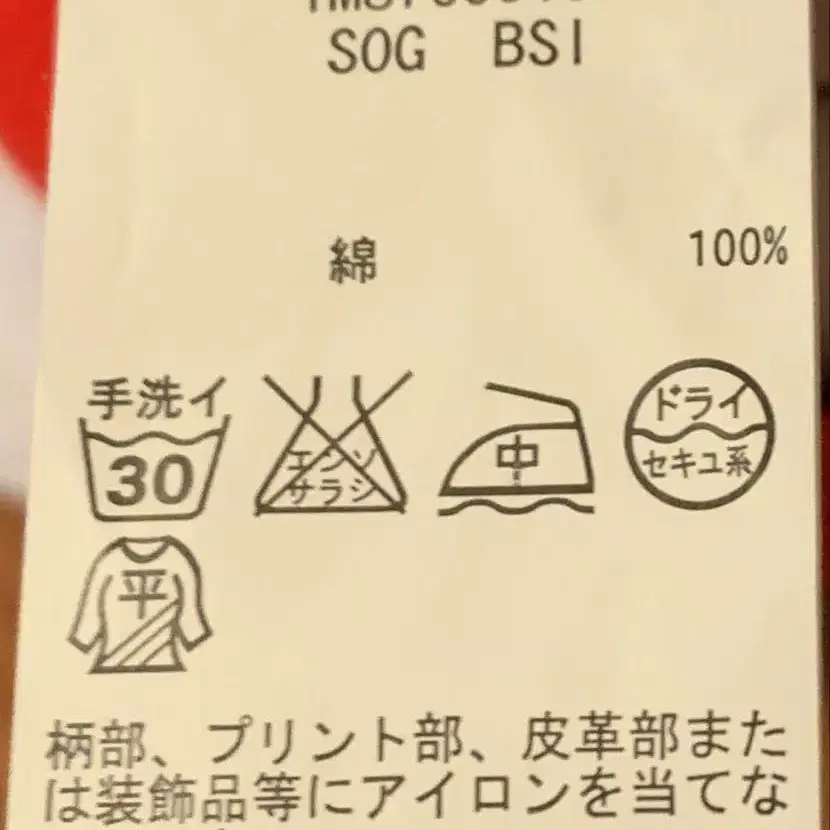 SOG BSI
綿 100%
手洗イ
30
エンソ
サラシ
中
ドライ
セキユ系
平
柄部、プリント部、皮革部また
は装飾品等にアイロンを当てな